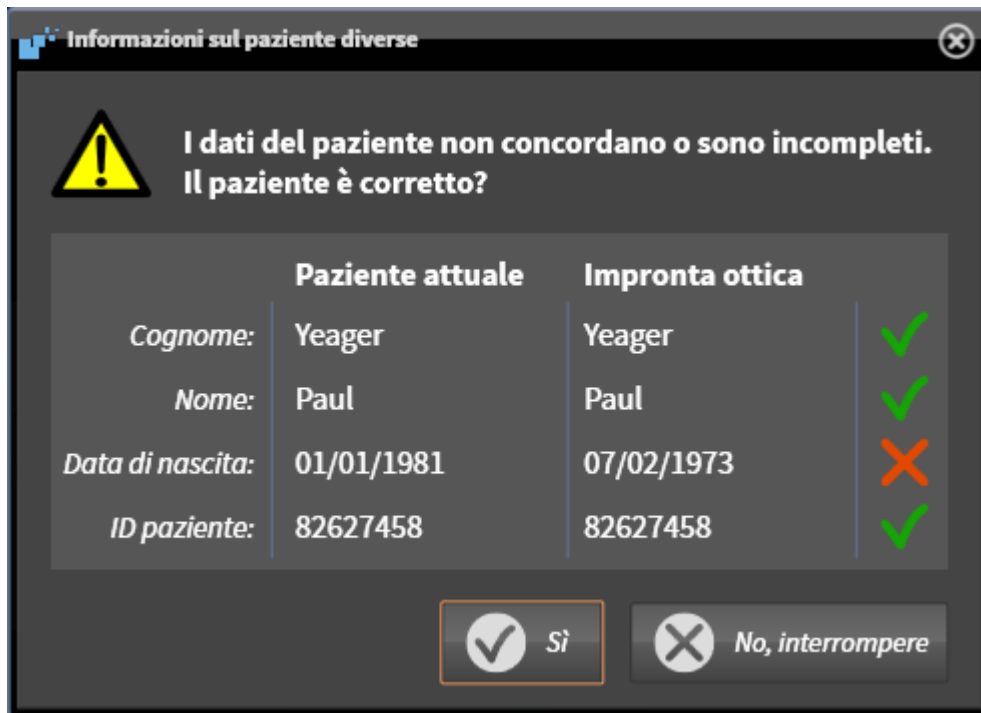 Informazioni sul paziente diverse
I dati del paziente non concordano o sono incompleti.
Il paziente è corretto?
Paziente attuale Impronta ottica
Cognome: Yeager Yeager
Nome: Paul Paul
Data di nascita: 01/01/1981 07/02/1973
ID paziente: 82627458 82627458
Sì No, interrompere